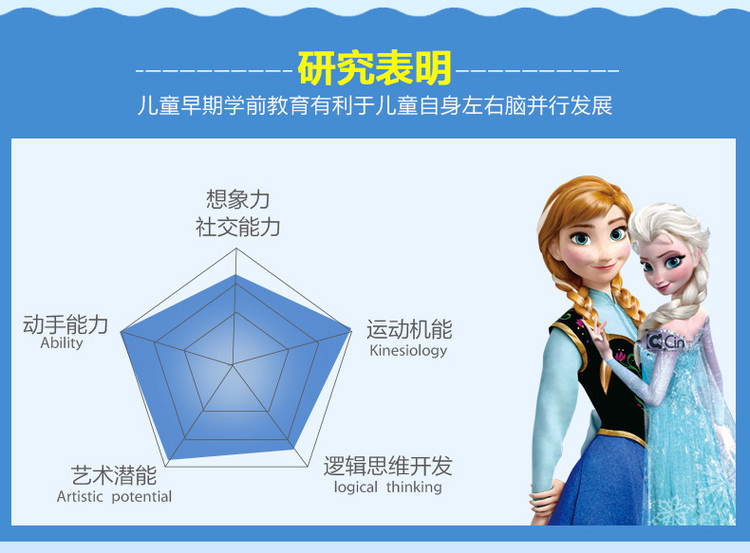 研究表明
儿童早期学前教育有利于儿童自身左右脑并行发展
想象力
社交能力
动手能力
Ability
运动机能
Kinesiology
Cin
艺术潜能
Artistic potential
逻辑思维开发
logical thinking